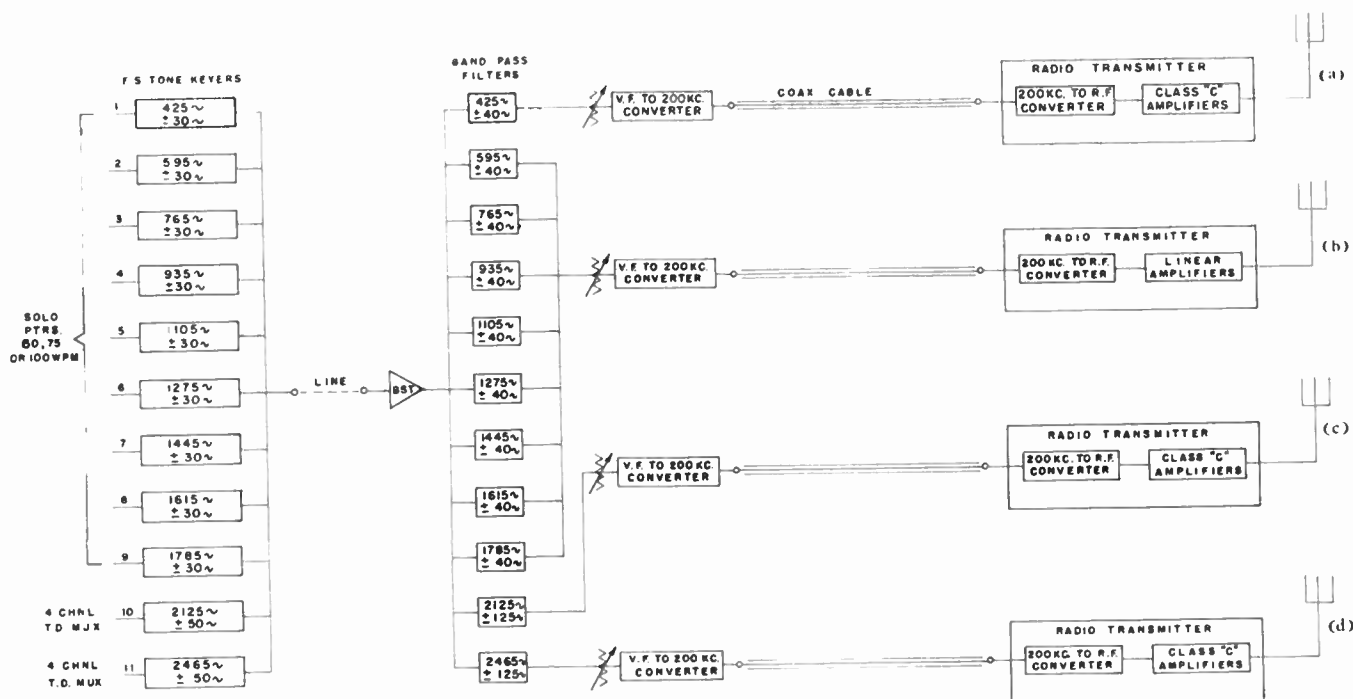 F S TONE KEYERS
1
425~
±30~
2
595~
±30~
3
765~
±30~
4
935~
±30~
5
1105~
±30~
6
1275~
±30~
7
1445~
±30~
8
1615~
±30~
9
1785~
±30~
SOLO
PTRS.
60,75
OR 100WPM
4 CHNL
T.D MUX
10
2125~
±50~
4 CHNL
T.D. MUX
11
2465~
±50~
LINE
BST
BAND PASS
FILTERS
425~
±40~
595~
±40~
765~
±40~
935~
±40~
1105~
±40~
1275~
±40~
1445~
±40~
1615~
±40~
1785~
±40~
2125~
±125~
2465~
±125~
V.F. TO 200KC.
CONVERTER
COAX CABLE
RADIO TRANSMITTER
200KC. TO R.F
CONVERTER
CLASS "C"
AMPLIFIERS
(a)
V.F. TO 200KC.
CONVERTER
RADIO TRANSMITTER
200KC. TO R.F.
CONVERTER
LINEAR
AMPLIFIERS
(b)
V.F. TO 200KC.
CONVERTER
RADIO TRANSMITTER
200KC. TO R.F.
CONVERTER
CLASS "C"
AMPLIFIERS
(c)
V.F. TO 200 KC.
CONVERTER
RADIO TRANSMITTER
200KC. TO R.F.
CONVERTER
CLASS "C"
AMPLIFIERS
(d)